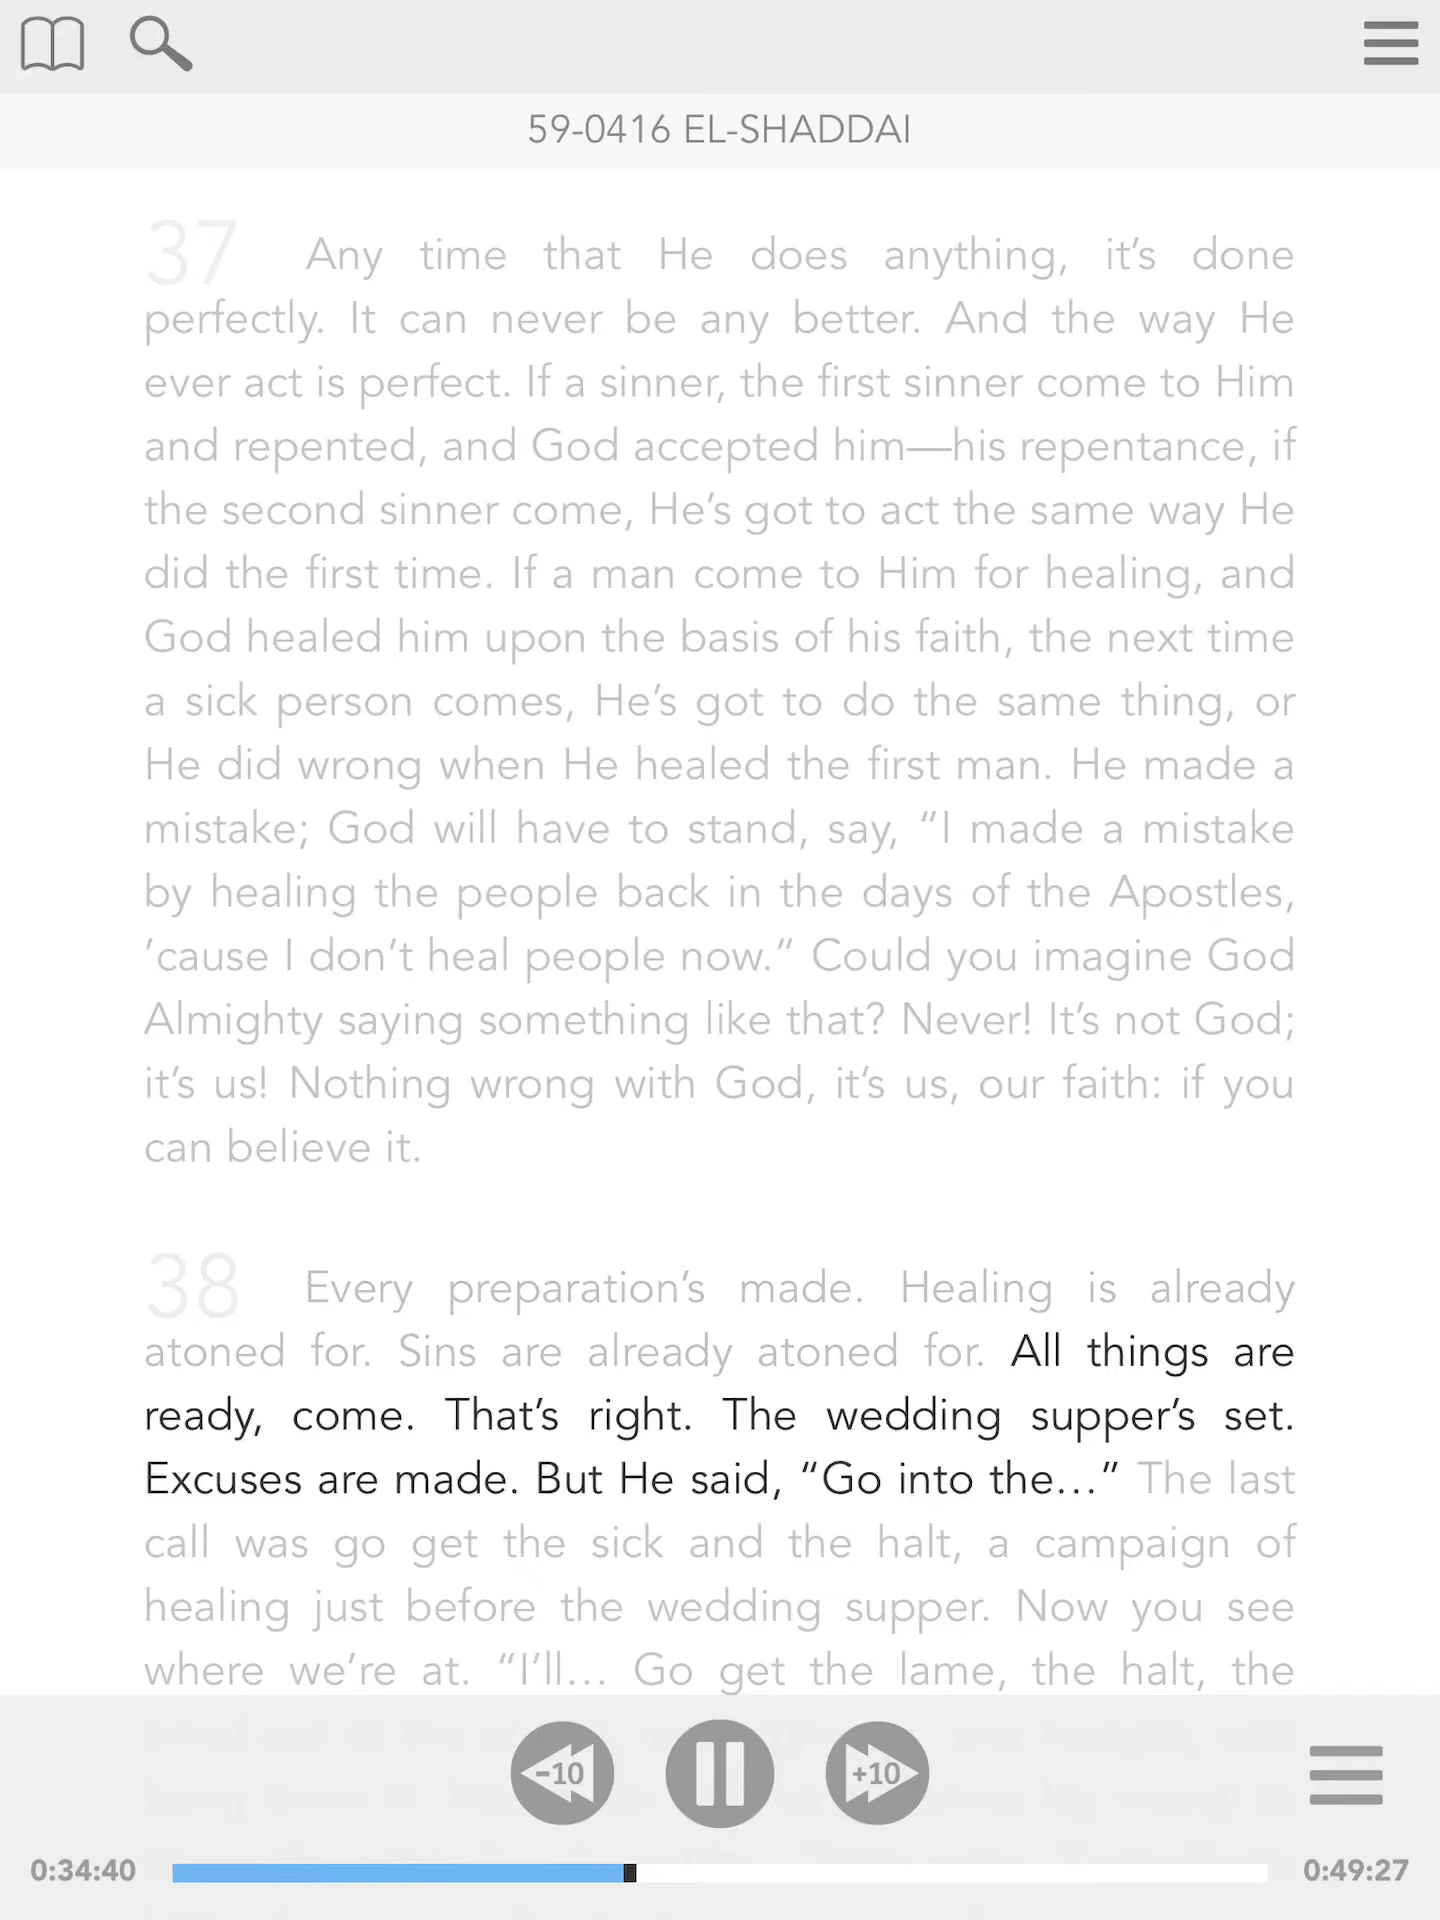 59-0416 EL-SHADDAI
37 Any time that He does anything, it’s done
perfectly. It can never be any better. And the way He
ever act is perfect. If a sinner, the first sinner come to Him
and repented, and God accepted him—his repentance, if
the second sinner come, He’s got to act the same way He
did the first time. If a man come to Him for healing, and
God healed him upon the basis of his faith, the next time
a sick person comes, He’s got to do the same thing, or
He did wrong when He healed the first man. He made a
mistake; God will have to stand, say, “I made a mistake
by healing the people back in the days of the Apostles,
’cause I don’t heal people now.” Could you imagine God
Almighty saying something like that? Never! It’s not God;
it’s us! Nothing wrong with God, it’s us, our faith: if you
can believe it.
38 Every preparation’s made. Healing is already
atoned for. Sins are already atoned for. All things are
ready, come. That’s right. The wedding supper’s set.
Excuses are made. But He said, “Go into the…” The last
call was go get the sick and the halt, a campaign of
healing just before the wedding supper. Now you see
where we’re at. “I’ll… Go get the lame, the halt, the
-10 +10
0:34:40 0:49:27